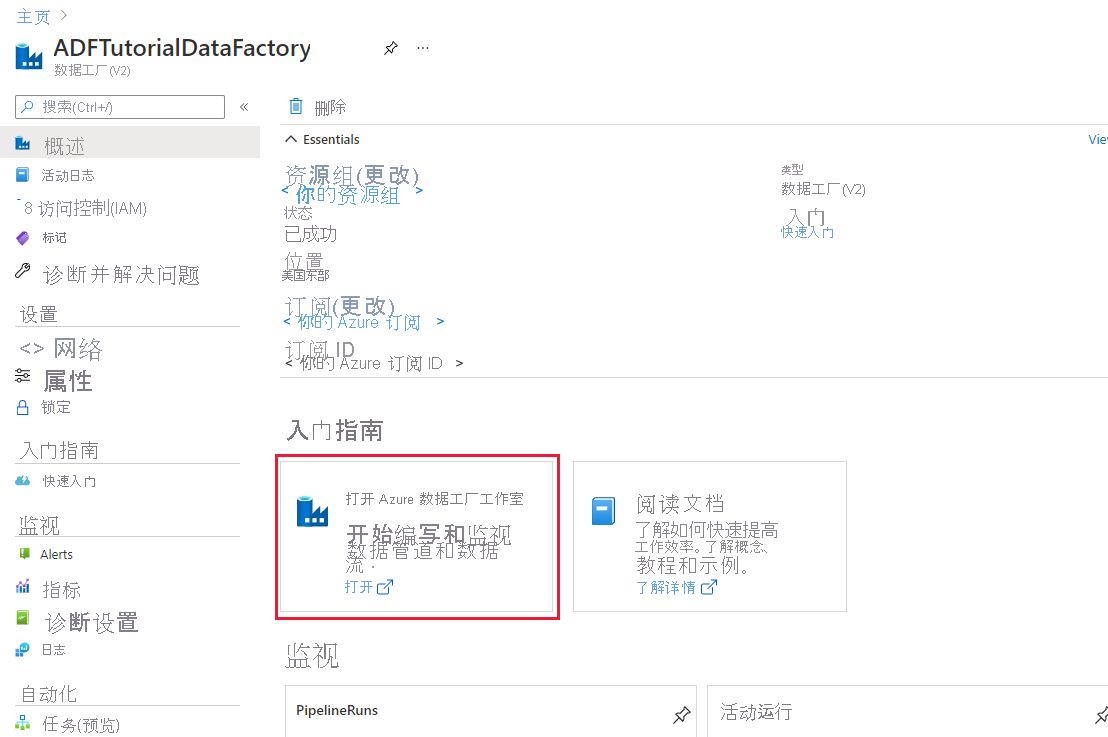 主页
ADFTutorialDataFactory
数据工厂(V2)
搜索(Ctrl+/)
概述
活动日志
8 访问控制(IAM)
标记
诊断并解决问题
设置
<> 网络
属性
锁定
入门指南
快速入门
监视
Alerts
指标
诊断设置
日志
自动化
任务(预览)
删除
Essentials
View
资源组(更改)
< 你的资源组 >
状态
已成功
位置
美国东部
订阅(更改)
< 你的 Azure 订阅 >
订阅 ID
< 你的 Azure 订阅 ID >
类型
数据工厂(V2)
入门
快速入门
入门指南
打开 Azure 数据工厂工作室
开始编写和监视
数据管道和数据
流.
打开
阅读文档
了解如何快速提高
工作效率。了解概念、
教程和示例。
了解详情
监视
PipelineRuns
活动运行